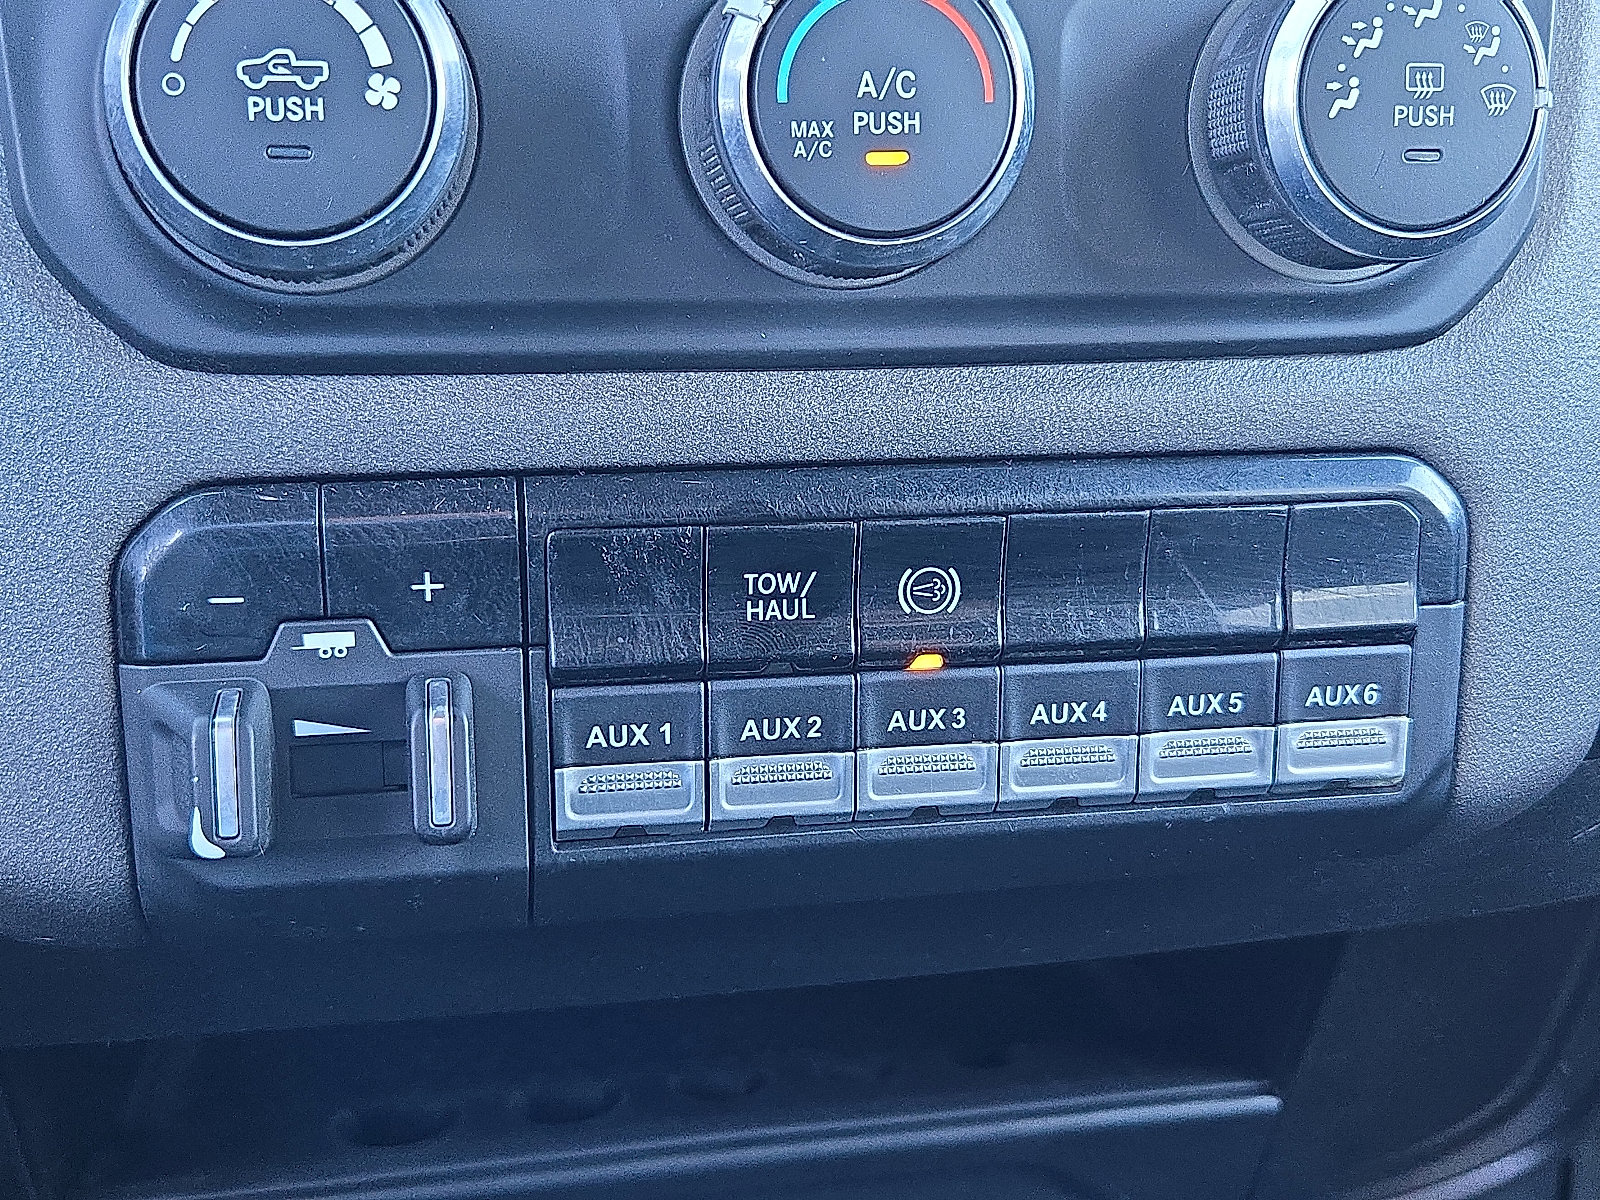 PUSH
A/C
PUSH
MAX
A/C
PUSH
−
+
TOW/
HAUL
AUX 1
AUX 2
AUX 3
AUX 4
AUX 5
AUX 6